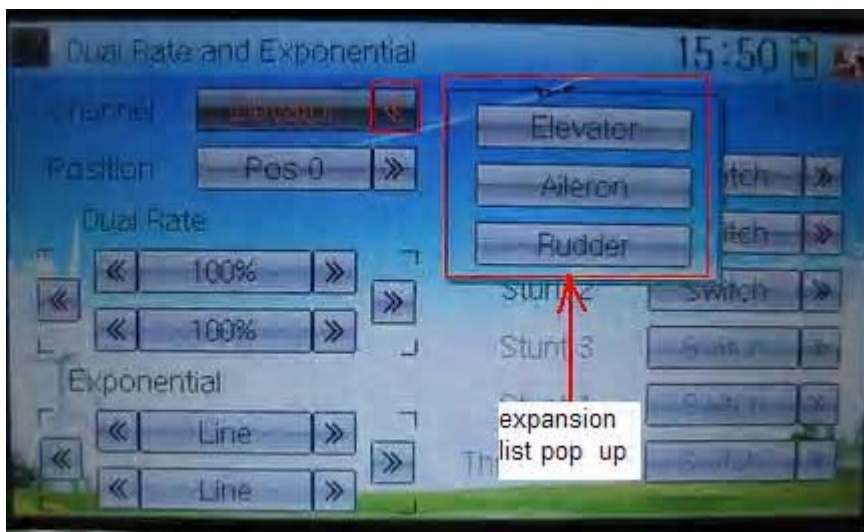 Dual Rate and Exponential 15:50
Channel
Elevator
Position Pos-0
Aileron
Rudder
Dual Rate
100%
100%
Stunt 2 Switch
Stunt 3
Exponential
Line
Line
expansion
list pop up